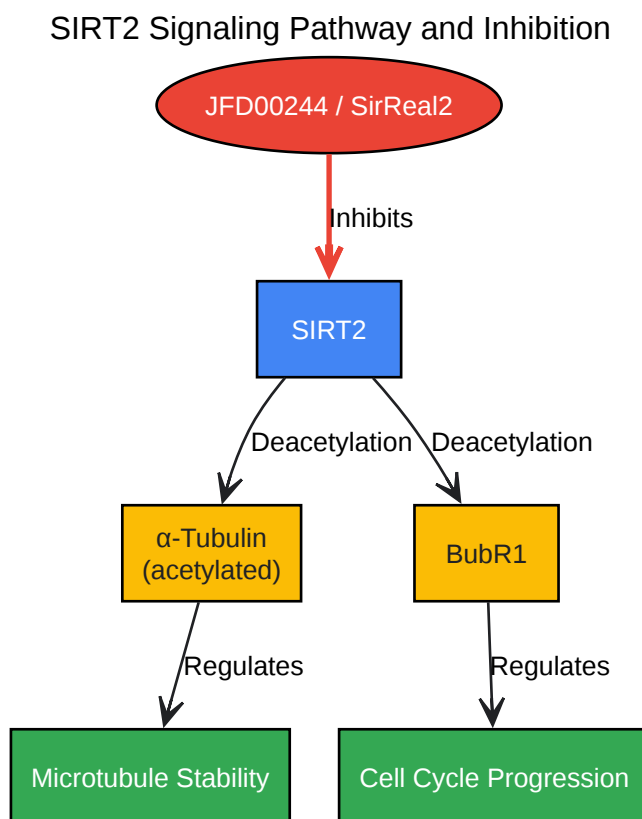 SIRT2 Signaling Pathway and Inhibition
JFD00244 / SirReal2
Inhibits
SIRT2
Deacetylation
Deacetylation
α-Tubulin
(acetylated)
BubR1
Regulates
Regulates
Microtubule Stability
Cell Cycle Progression